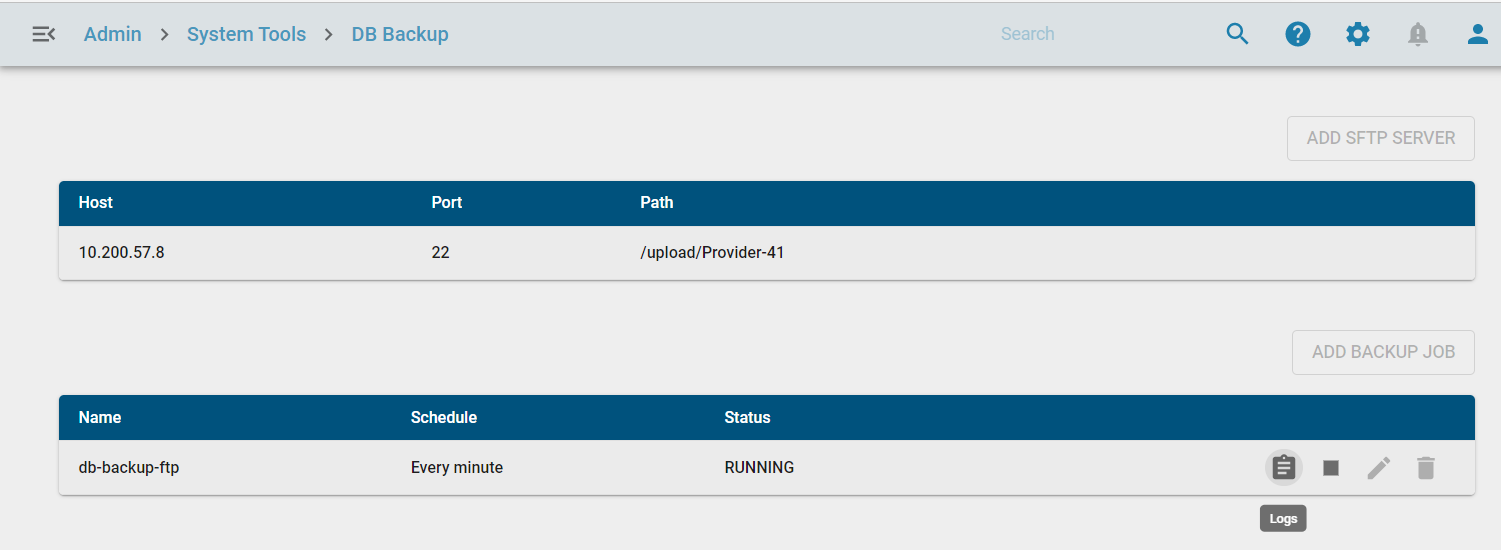 Admin > System Tools > DB Backup Search
ADD SFTP SERVER
Host Port Path
10.200.57.8 22 /upload/Provider-41
ADD BACKUP JOB
Name Schedule Status
db-backup-ftp Every minute RUNNING
Logs